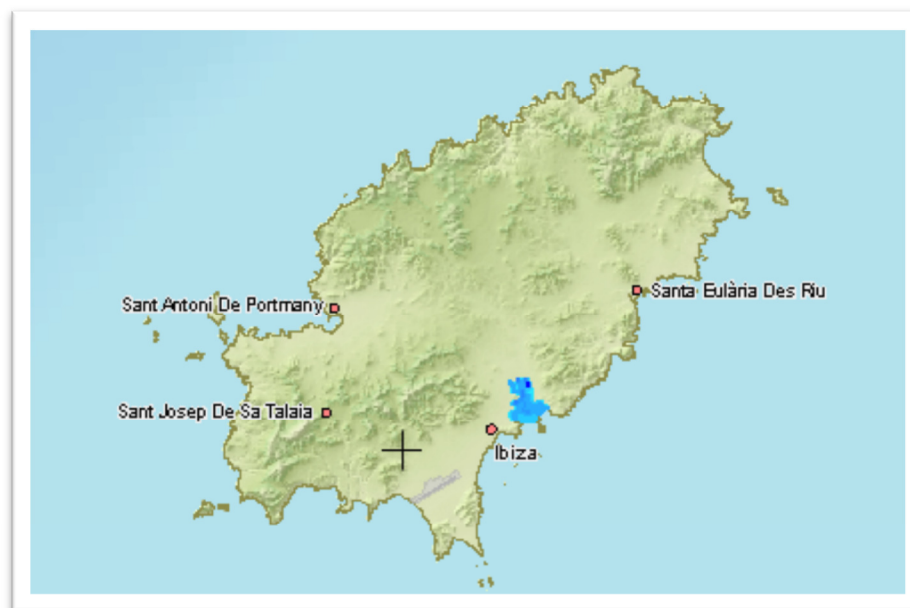 Santa Eulària Des Riu
Sant Antoni De Portmany
Sant Josep De Sa Talaia
Ibiza